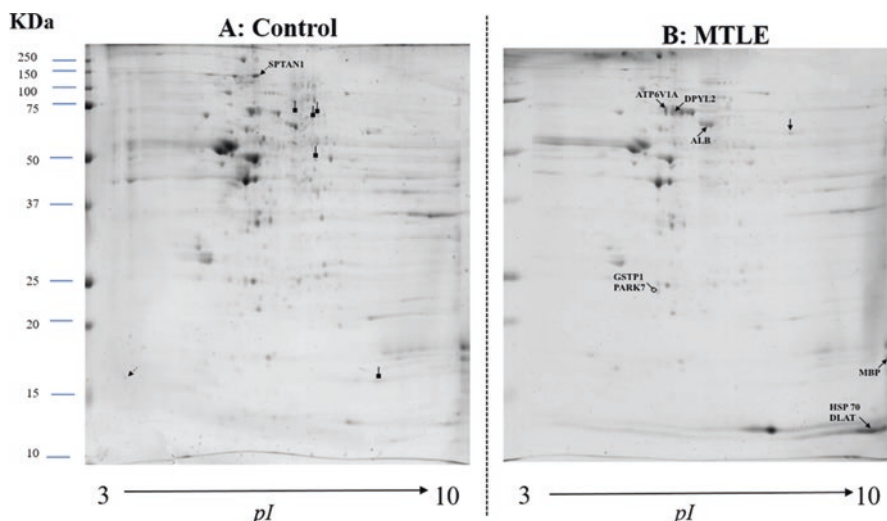 KDa
A: Control
B: MTLE
250
150
100
75
50
37
25
20
15
10
SPTAN1
ATP6V1A
DPYL2
ALB
GSTP1
PARK7
MBP
HSP 70
DLAT
3
10
pI
3
10
pI